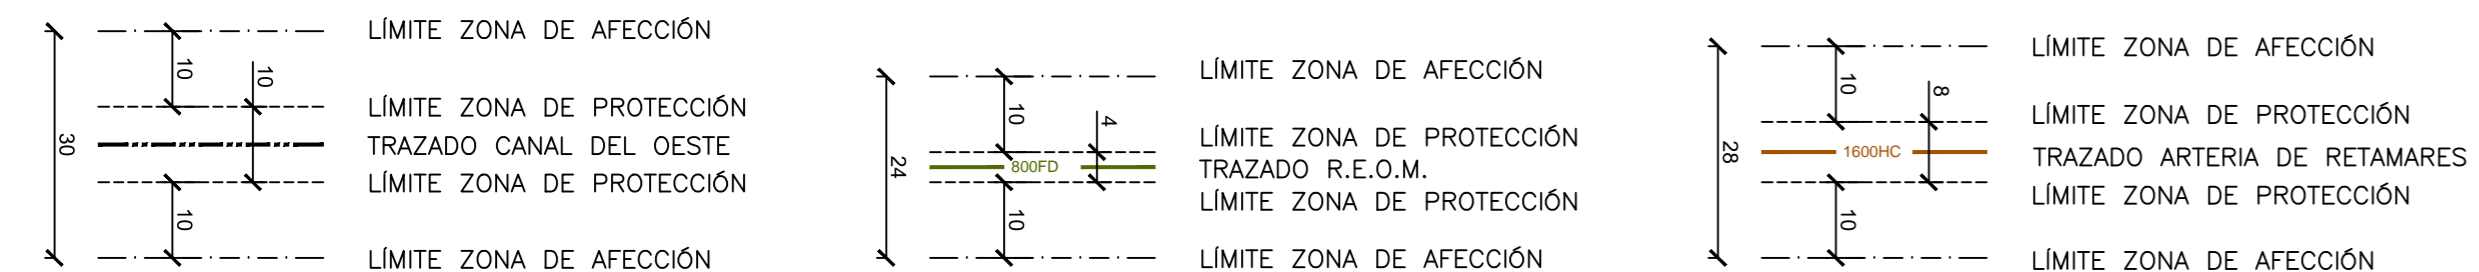 LÍMITE ZONA DE AFECCIÓN
10
10
LÍMITE ZONA DE PROTECCIÓN
30
TRAZADO CANAL DEL OESTE
LÍMITE ZONA DE PROTECCIÓN
10
LÍMITE ZONA DE AFECCIÓN
LÍMITE ZONA DE AFECCIÓN
10
4
LÍMITE ZONA DE PROTECCIÓN
24
800FD
TRAZADO R.E.O.M.
LÍMITE ZONA DE PROTECCIÓN
10
LÍMITE ZONA DE AFECCIÓN
LÍMITE ZONA DE AFECCIÓN
10
8
LÍMITE ZONA DE PROTECCIÓN
28
1600HC
TRAZADO ARTERIA DE RETAMARES
LÍMITE ZONA DE PROTECCIÓN
10
LÍMITE ZONA DE AFECCIÓN